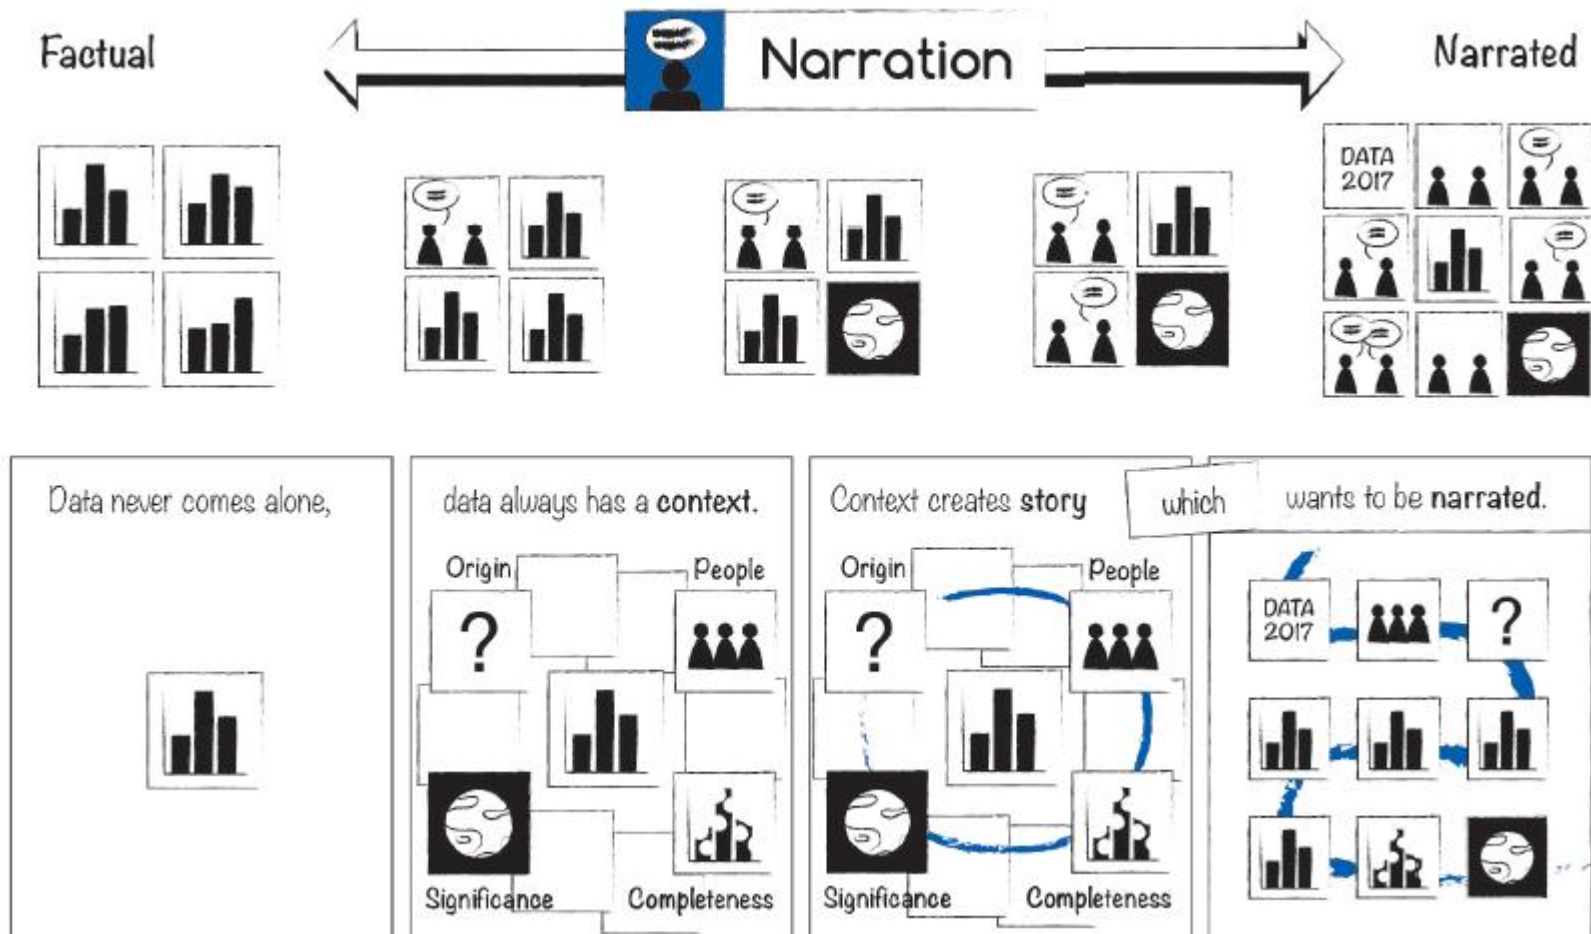 Factual
Narration
Narrated
DATA
2017
Data never comes alone,
data always has a context.
Origin
People
Significance
Completeness
Context creates story
Origin
People
Significance
Completeness
which
wants to be narrated.
DATA
2017